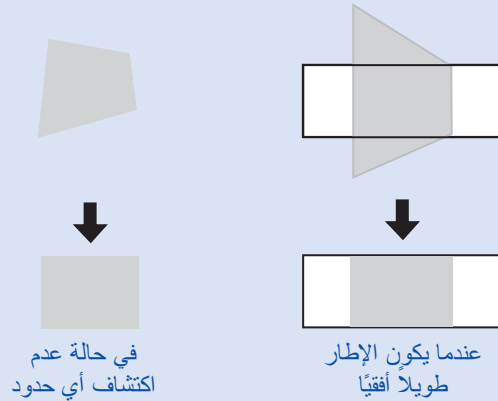 عندما يكون الإطار
طويلاً أفقيًا
في حالة عدم
اكتشاف أي حدود